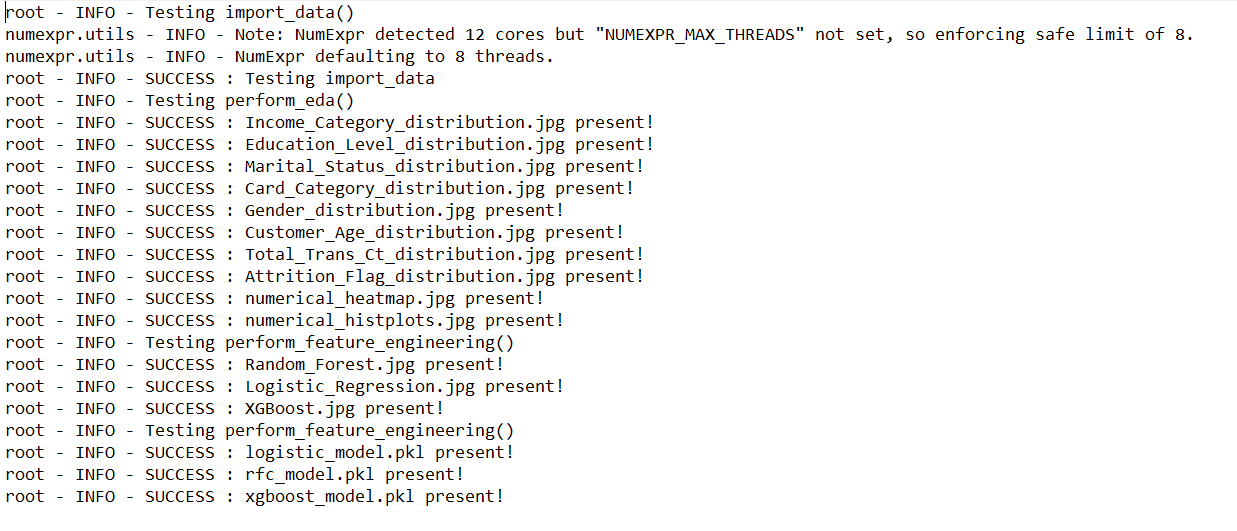 root - INFO - Testing import_data()
numexpr.utils - INFO - Note: NumExpr detected 12 cores but "NUMEXPR_MAX_THREADS" not set, so enforcing safe limit of 8.
numexpr.utils - INFO - NumExpr defaulting to 8 threads.
root - INFO - SUCCESS : Testing import_data
root - INFO - Testing perform_eda()
root - INFO - SUCCESS : Income_Category_distribution.jpg present!
root - INFO - SUCCESS : Education_Level_distribution.jpg present!
root - INFO - SUCCESS : Marital_Status_distribution.jpg present!
root - INFO - SUCCESS : Card_Category_distribution.jpg present!
root - INFO - SUCCESS : Gender_distribution.jpg present!
root - INFO - SUCCESS : Customer_Age_distribution.jpg present!
root - INFO - SUCCESS : Total_Trans_Ct_distribution.jpg present!
root - INFO - SUCCESS : Attrition_Flag_distribution.jpg present!
root - INFO - SUCCESS : numerical_heatmap.jpg present!
root - INFO - SUCCESS : numerical_histplots.jpg present!
root - INFO - Testing perform_feature_engineering()
root - INFO - SUCCESS : Random_Forest.jpg present!
root - INFO - SUCCESS : Logistic_Regression.jpg present!
root - INFO - SUCCESS : XGBoost.jpg present!
root - INFO - Testing perform_feature_engineering()
root - INFO - SUCCESS : logistic_model.pkl present!
root - INFO - SUCCESS : rfc_model.pkl present!
root - INFO - SUCCESS : xgboost_model.pkl present!